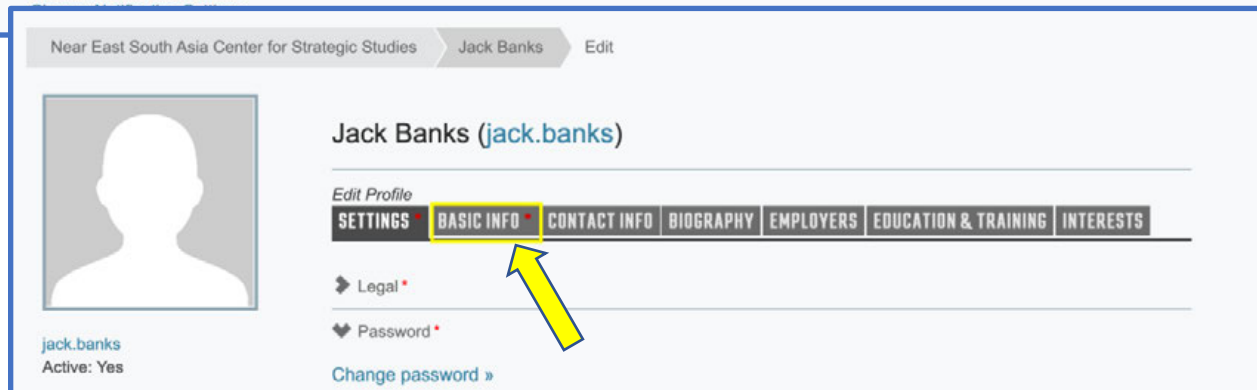 Near East South Asia Center for Strategic Studies Jack Banks Edit
Jack Banks (jack.banks)
Edit Profile
SETTINGS * BASIC INFO * CONTACT INFO BIOGRAPHY EMPLOYERS EDUCATION & TRAINING INTERESTS
Legal *
Password *
Change password »
jack.banks
Active: Yes